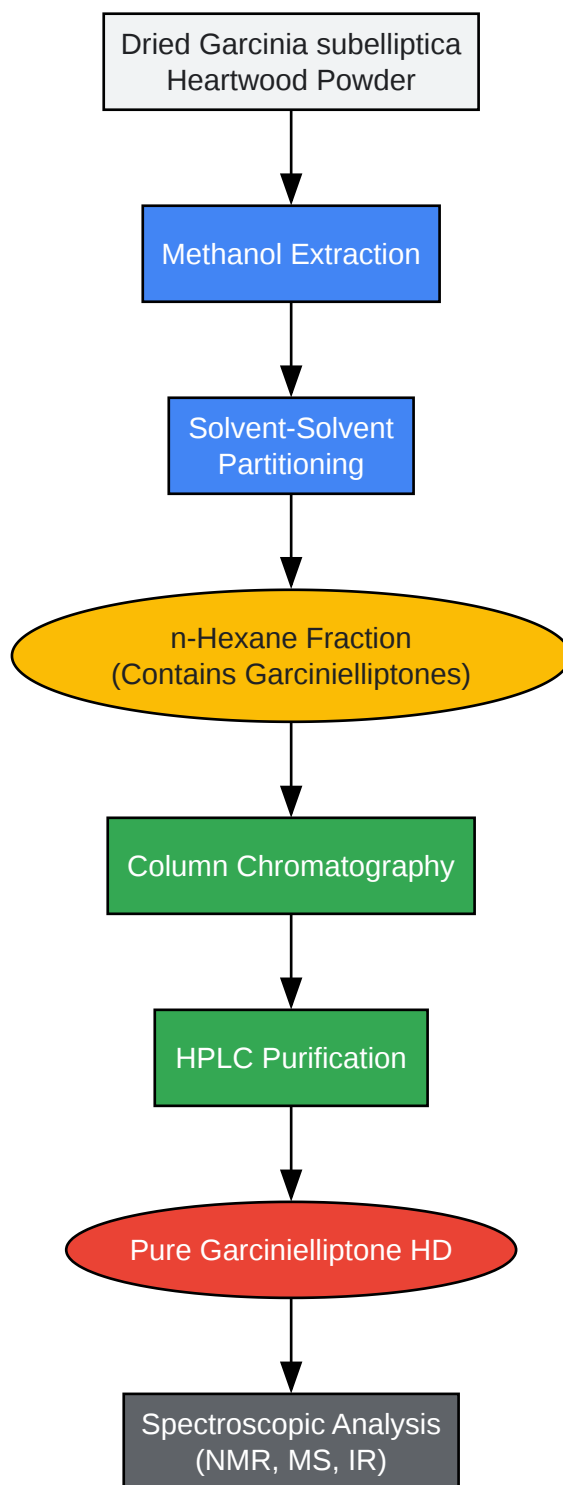 Dried Garcinia subelliptica
Heartwood Powder
Methanol Extraction
Solvent-Solvent
Partitioning
n-Hexane Fraction
(Contains Garcinielliptones)
Column Chromatography
HPLC Purification
Pure Garcinielliptone HD
Spectroscopic Analysis
(NMR, MS, IR)